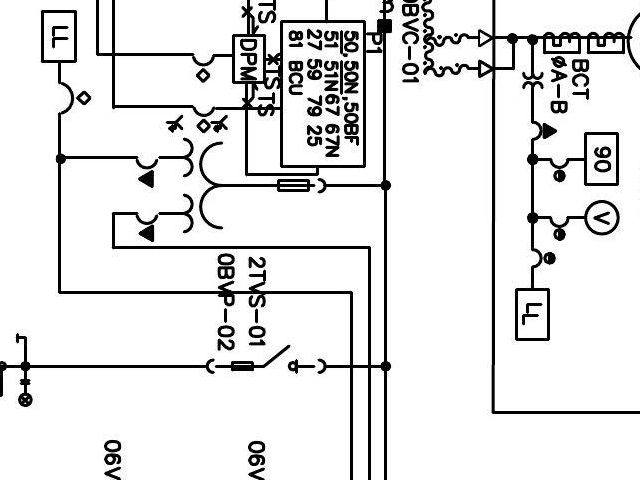 LL
TS
DPM
STS
50, 50N,50BF
51 51N67 67N
27 59 79 25
81 BCU
P1
0BVC-01
BCT
ØA-B
90
V
LL
2TVS-01
0BVP-02
06V
06V